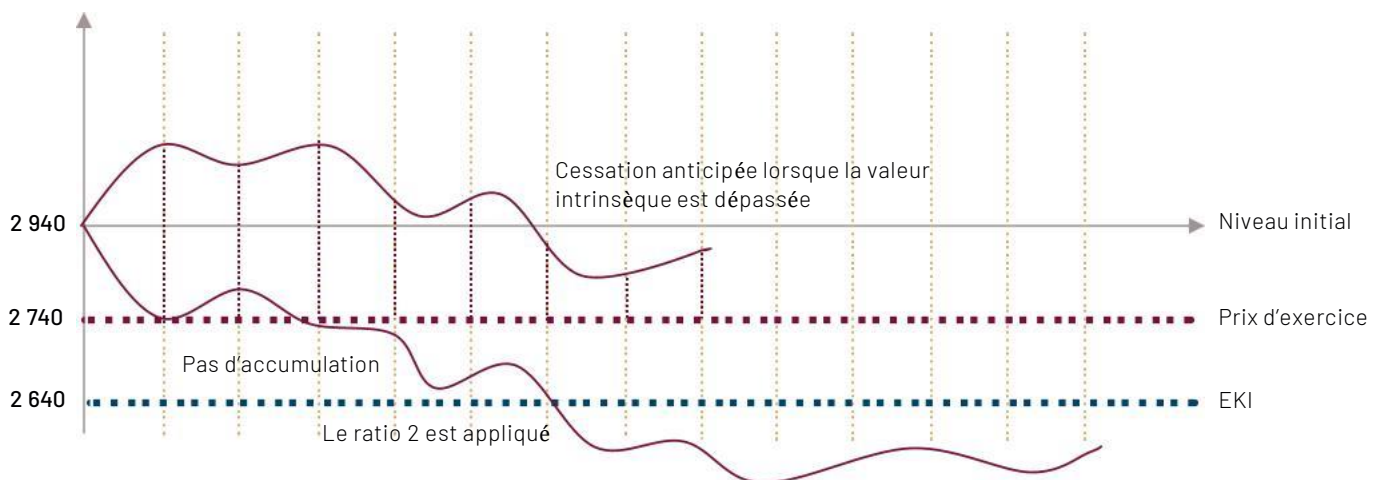 Cessation anticipée lorsque la valeur
intrinsèque est dépassée
2 940
Niveau initial
2 740
Prix d'exercice
Pas d'accumulation
2 640
EKI
Le ratio 2 est appliqué